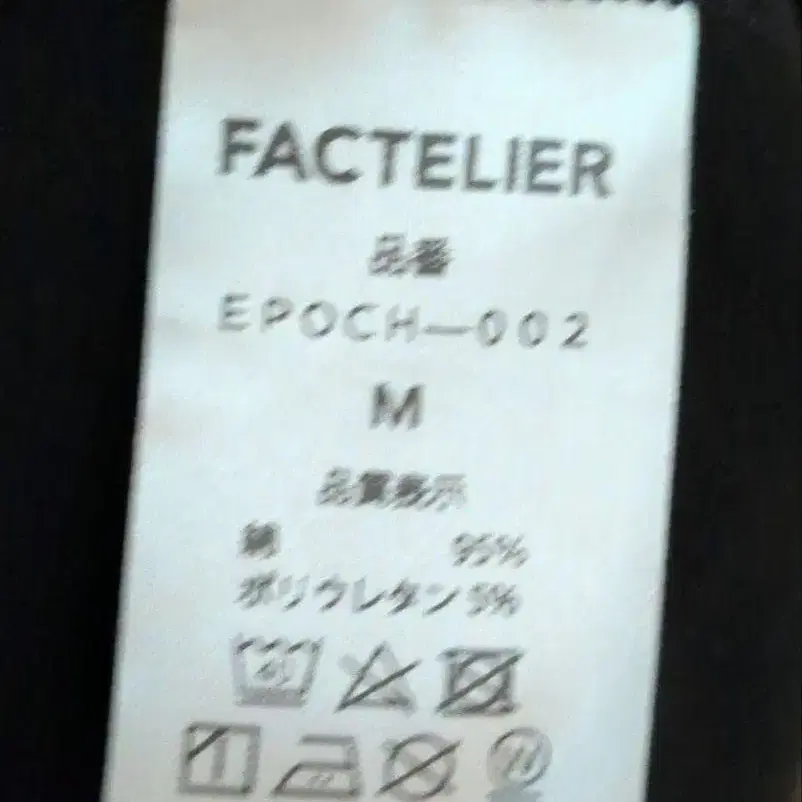 FACTELIER
品番
EPOCH—002
M
品質表示
綿 95%
ポリウレタン 5%